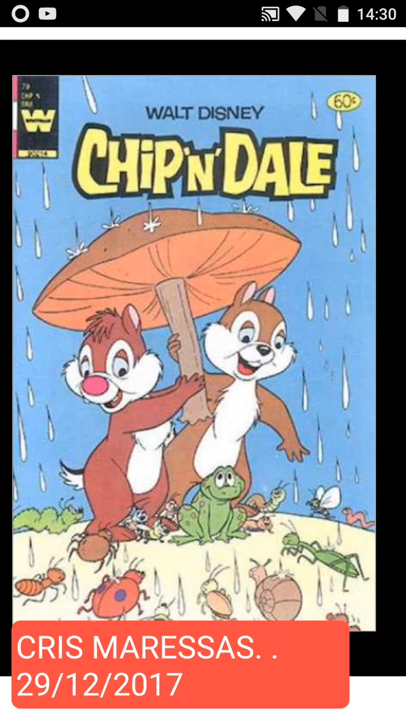 14:30
WALT DISNEY
60¢
CHIP 'N' DALE
CRIS MARESSAS. .
29/12/2017